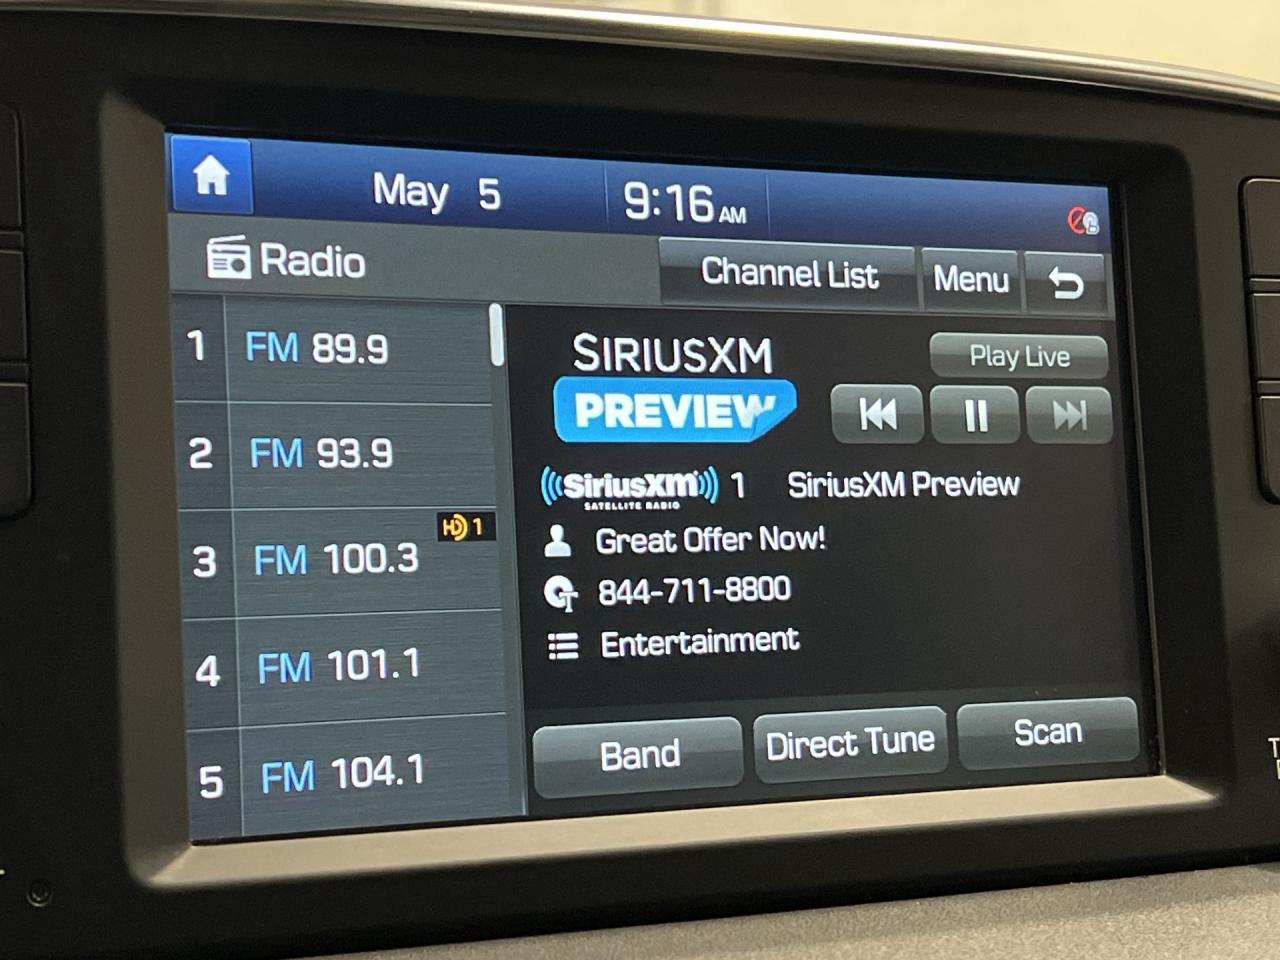 May 5 9:16 AM
Radio Channel List Menu
1 FM 89.9
2 FM 93.9
HD 1
3 FM 100.3
4 FM 101.1
5 FM 104.1
SIRIUSXM
PREVIEW
Play Live
((SiriusXM)) 1 SiriusXM Preview
SATELLITE RADIO
Great Offer Now!
844-711-8800
Entertainment
Band Direct Tune Scan